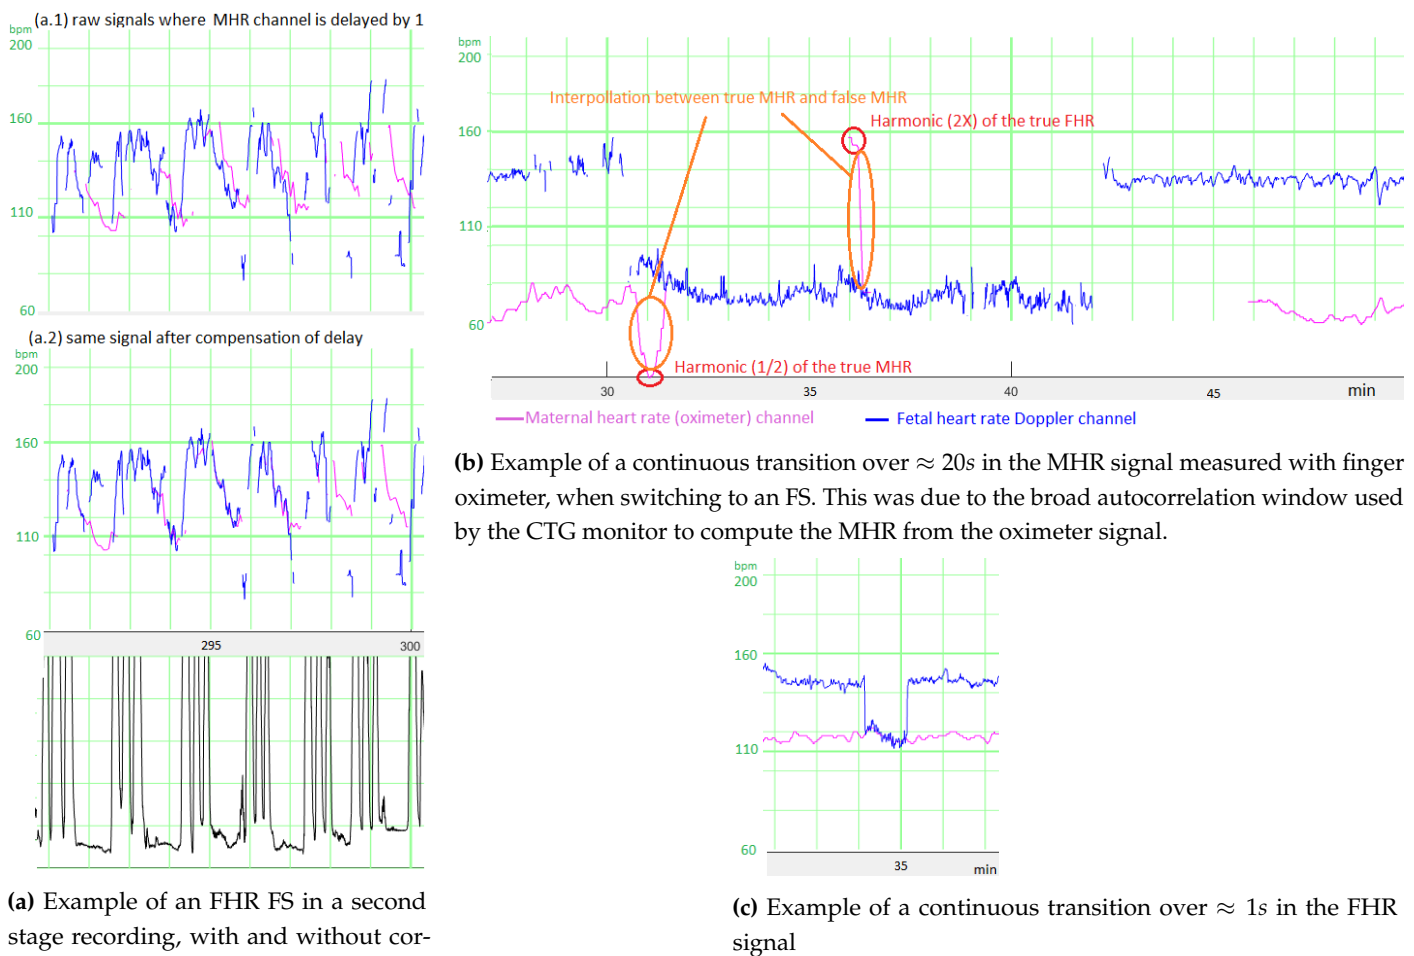 (a.1) raw signals where MHR channel is delayed by 1
bpm
200
160
110
60
(a.2) same signal after compensation of delay
bpm
200
160
110
60
295
300
(a) Example of an FHR FS in a second
stage recording, with and without cor-
bpm
200
Interpollation between true MHR and false MHR
Harmonic (2X) of the true FHR
160
110
60
Harmonic (1/2) of the true MHR
30
35
40
45
min
Maternal heart rate (oximeter) channel
Fetal heart rate Doppler channel
(b) Example of a continuous transition over ≈ 20s in the MHR signal measured with finger
oximeter, when switching to an FS. This was due to the broad autocorrelation window used
by the CTG monitor to compute the MHR from the oximeter signal.
bpm
200
160
110
60
35
min
(c) Example of a continuous transition over ≈ 1s in the FHR
signal